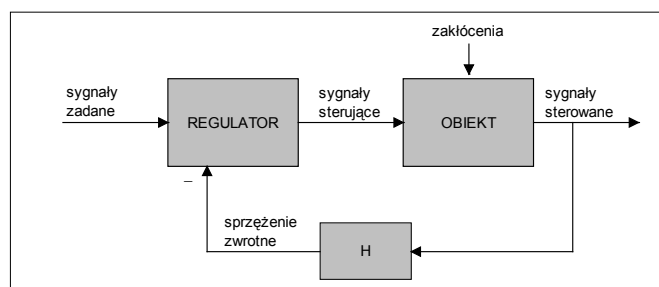 zakłócenia
sygnały
zadane
REGULATOR
sygnały
sterujące
OBIEKT
sygnały
sterowane
_
sprzężenie
zwrotne
H